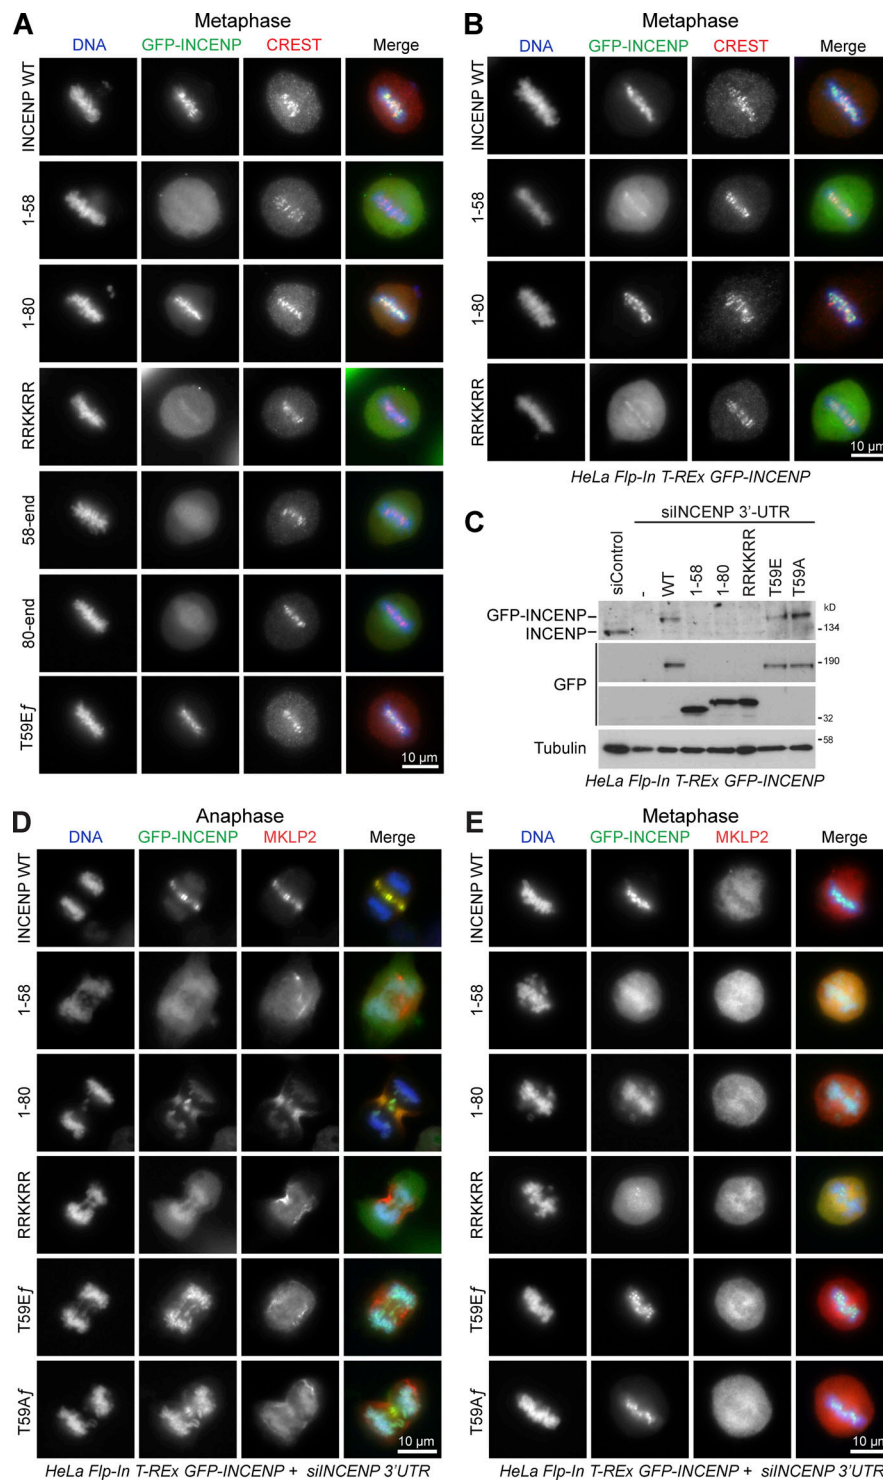 A
Metaphase
DNA GFP-INCENP CREST Merge
INCENP WT
1-58
1-80
RRKKRR
58-end
80-end
T59Eƒ
10 µm
B
Metaphase
DNA GFP-INCENP CREST Merge
INCENP WT
1-58
1-80
RRKKRR
10 µm
HeLa Flp-In T-REx GFP-INCENP
C
siINCENP 3'-UTR
siControl - WT 1-58 1-80 RRKKRR T59E T59A
kD
GFP-INCENP
INCENP
134
190
GFP
32
58
Tubulin
HeLa Flp-In T-REx GFP-INCENP
D
Anaphase
DNA GFP-INCENP MKLP2 Merge
INCENP WT
1-58
1-80
RRKKRR
T59Eƒ
T59Aƒ
10 µm
HeLa Flp-In T-REx GFP-INCENP + siINCENP 3'UTR
E
Metaphase
DNA GFP-INCENP MKLP2 Merge
INCENP WT
1-58
1-80
RRKKRR
T59Eƒ
T59Aƒ
10 µm
HeLa Flp-In T-REx GFP-INCENP + siINCENP 3'UTR